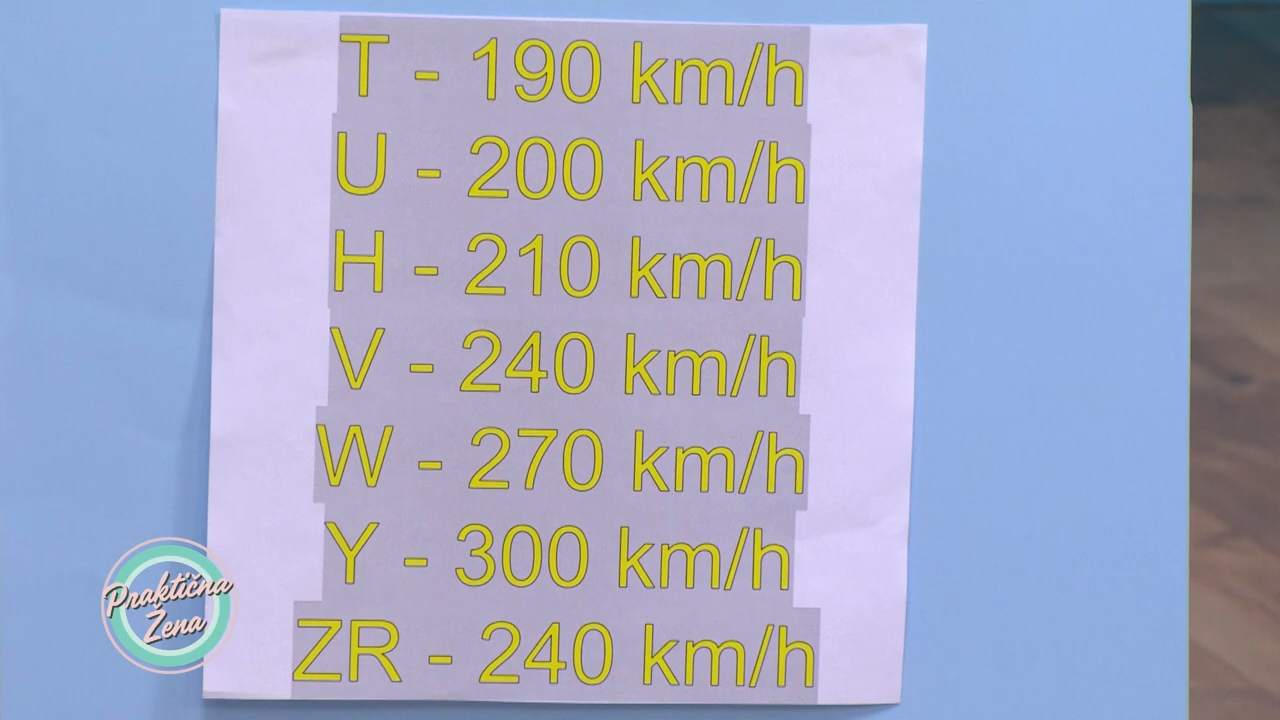 T - 190 km/h
U - 200 km/h
H - 210 km/h
V - 240 km/h
W - 270 km/h
Y - 300 km/h
ZR - 240 km/h
Praktična
Žena